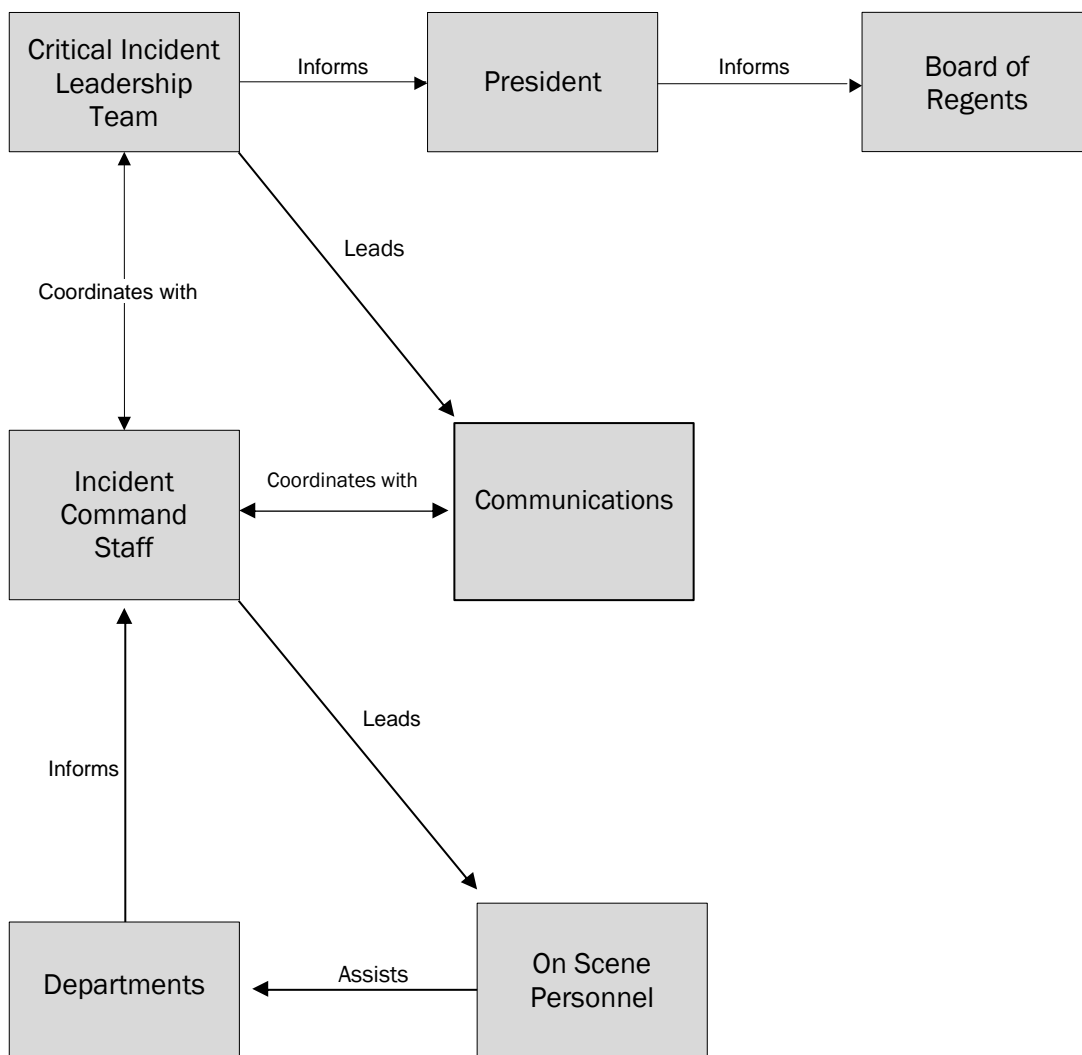 Critical Incident
Leadership
Team
Informs
President
Informs
Board of
Regents
Leads
Coordinates with
Incident
Command
Staff
Coordinates with
Communications
Leads
Informs
Departments
Assists
On Scene
Personnel